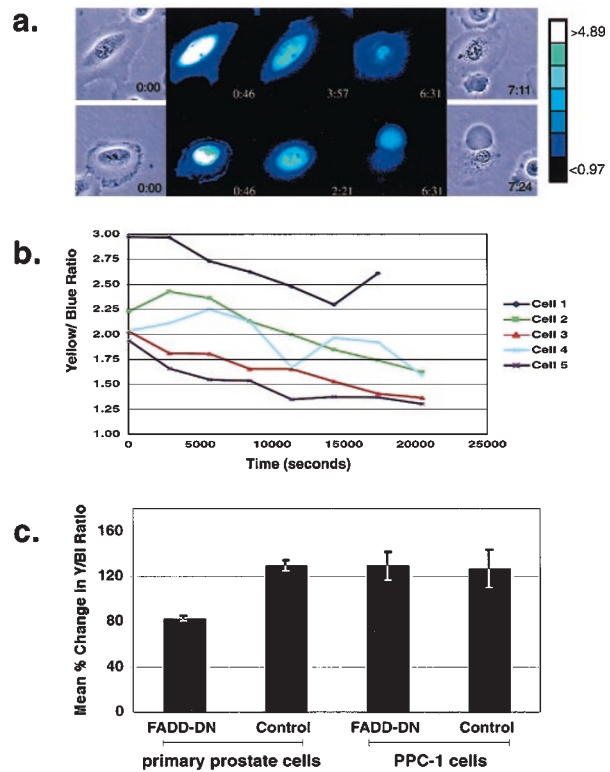 a.
0:00
0:46
3:57
6:31
7:11
>4.89
0:00
0:46
2:21
6:31
7:24
<0.97
b.
3.00
2.75
2.50
2.25
2.00
1.75
1.50
1.25
1.00
Yellow/ Blue Ratio
0 5000 10000 15000 20000 25000
Time (seconds)
Cell 1
Cell 2
Cell 3
Cell 4
Cell 5
c.
160
120
80
40
0
Mean % Change in Y/Bl Ratio
FADD-DN Control FADD-DN Control
primary prostate cells PPC-1 cells